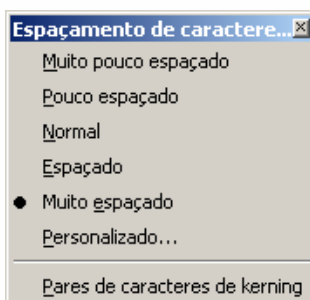 Espaçamento de caractere...
Muito pouco espaçado
Pouco espaçado
Normal
Espaçado
Muito espaçado
Personalizado...
Pares de caracteres de kerning